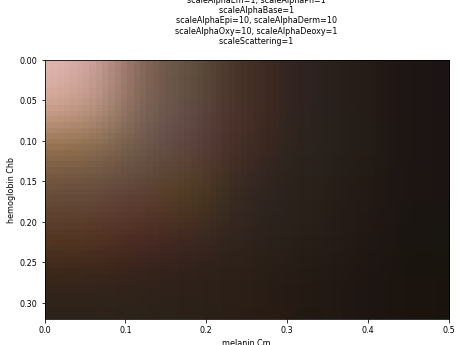 scaleAlphaBase=1
scaleAlphaEpi=10, scaleAlphaDerm=10
scaleAlphaOxy=10, scaleAlphaDeoxy=1
scaleScattering=1
0.00
0.05
0.10
0.15
0.20
0.25
0.30
hemoglobin Chb
0.0 0.1 0.2 0.3 0.4 0.5
melanin Cm